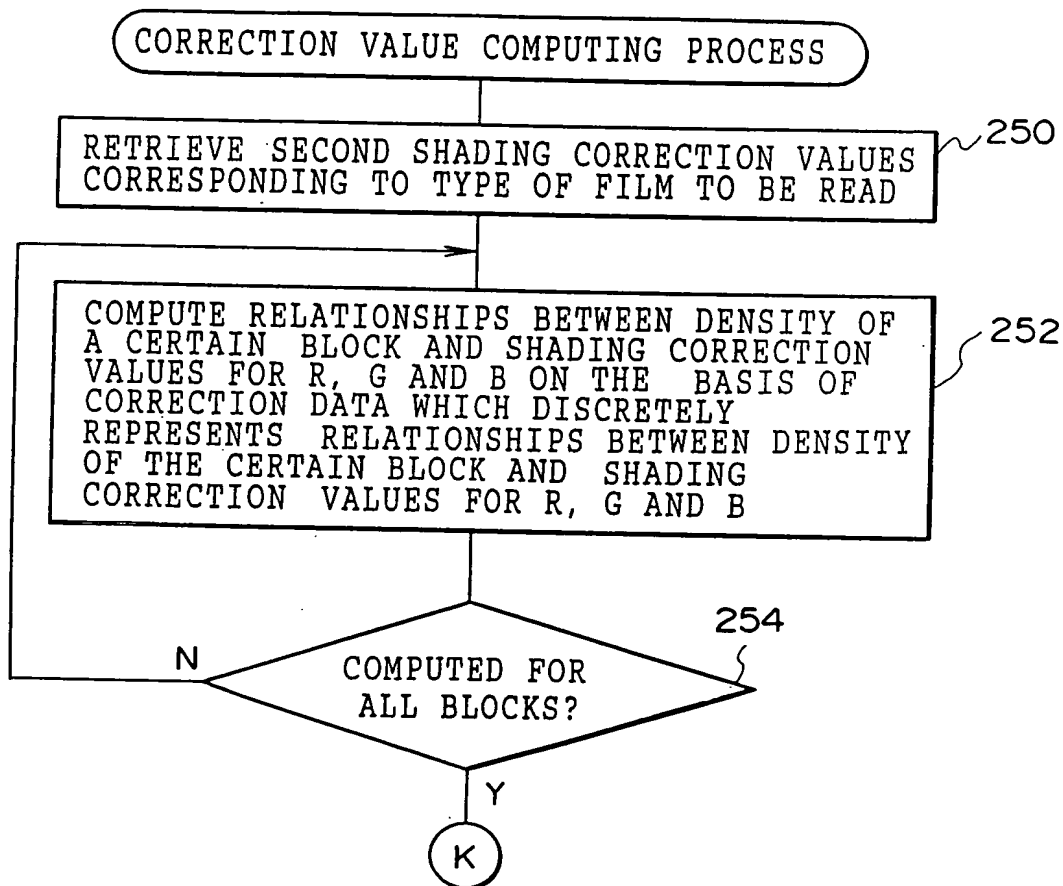 CORRECTION VALUE COMPUTING PROCESS
250
RETRIEVE SECOND SHADING CORRECTION VALUES
CORRESPONDING TO TYPE OF FILM TO BE READ
252
COMPUTE RELATIONSHIPS BETWEEN DENSITY OF
A CERTAIN BLOCK AND SHADING CORRECTION
VALUES FOR R, G AND B ON THE BASIS OF
CORRECTION DATA WHICH DISCRETELY
REPRESENTS RELATIONSHIPS BETWEEN DENSITY
OF THE CERTAIN BLOCK AND SHADING
CORRECTION VALUES FOR R, G AND B
254
N
COMPUTED FOR
ALL BLOCKS?
Y
K